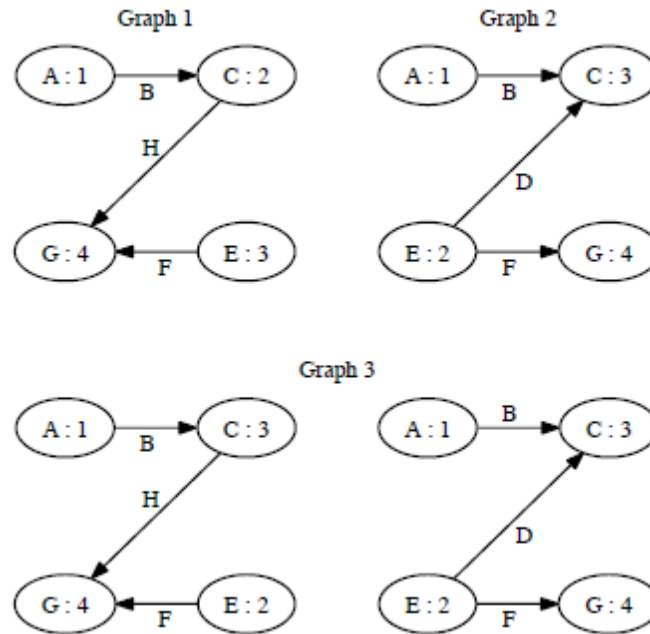 Graph 1
Graph 2
A : 1
B
C : 2
A : 1
B
C : 3
H
D
G : 4
F
E : 3
E : 2
F
G : 4
Graph 3
A : 1
B
C : 3
A : 1
B
C : 3
H
D
G : 4
F
E : 2
E : 2
F
G : 4